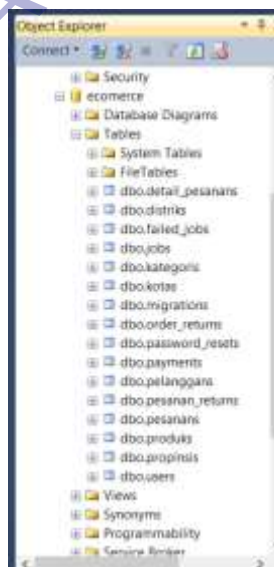 Object Explorer
Connect
Security
ecomerce
Database Diagrams
Tables
System Tables
FileTables
dbo.detail_pesanans
dbo.distriks
dbo.failed_jobs
dbo.jobs
dbo.kategoris
dbo.kotas
dbo.migrations
dbo.order_returns
dbo.password_resets
dbo.payments
dbo.pelanggans
dbo.pesanan_returns
dbo.pesanans
dbo.produks
dbo.propinsis
dbo.users
Views
Synonyms
Programmability
Service Broker